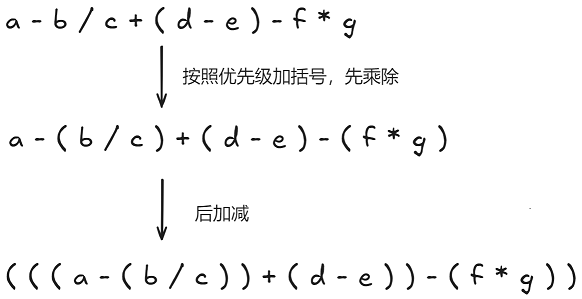 a - b / c + ( d - e ) - f * g
按照优先级加括号，先乘除
a - ( b / c ) + ( d - e ) - ( f * g )
后加减
( ( ( a - ( b / c ) ) + ( d - e ) ) - ( f * g ) )